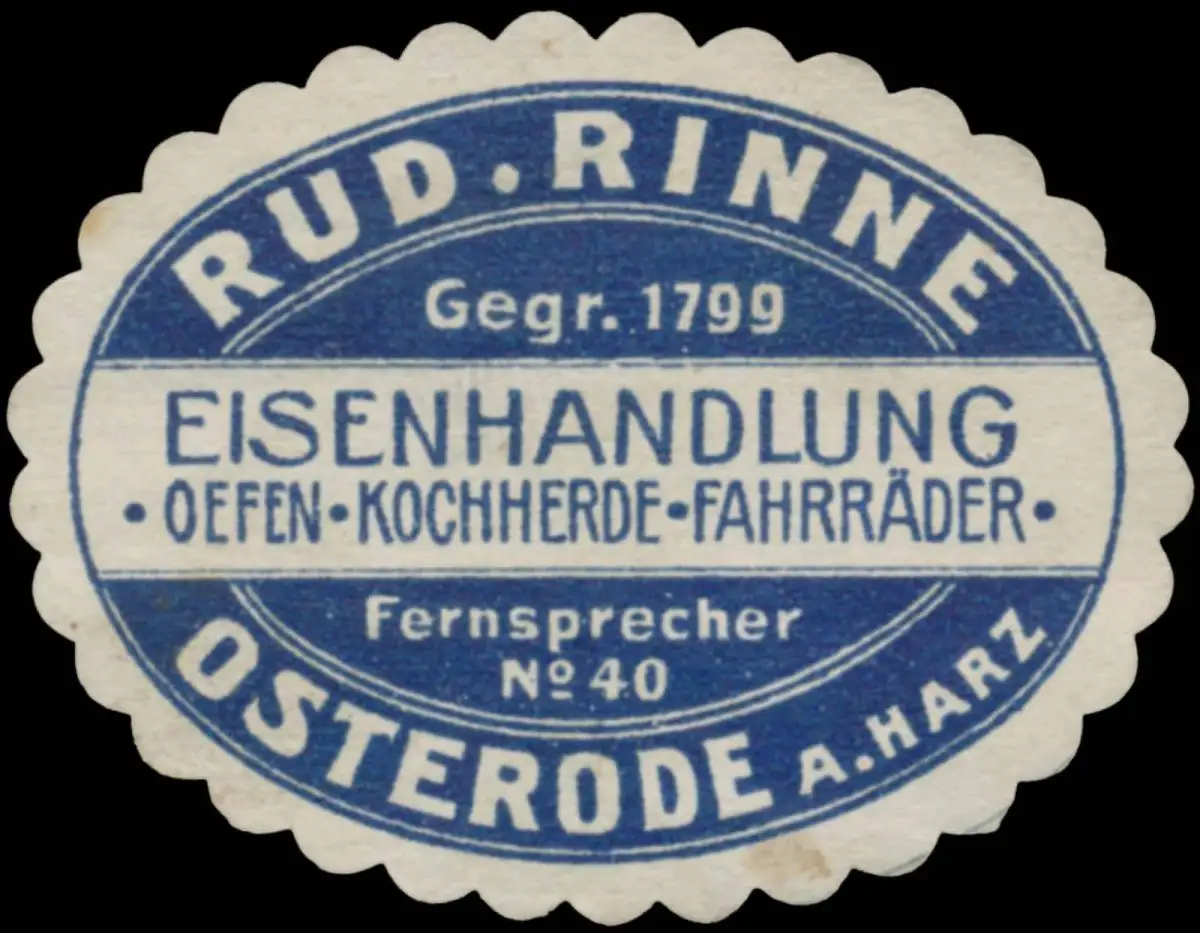 RUD. RINNE
Gegr. 1799
EISENHANDLUNG
• OEFEN • KOCHHERDE • FAHRRÄDER •
Fernsprecher
Nº 40
OSTERODE A. HARZ